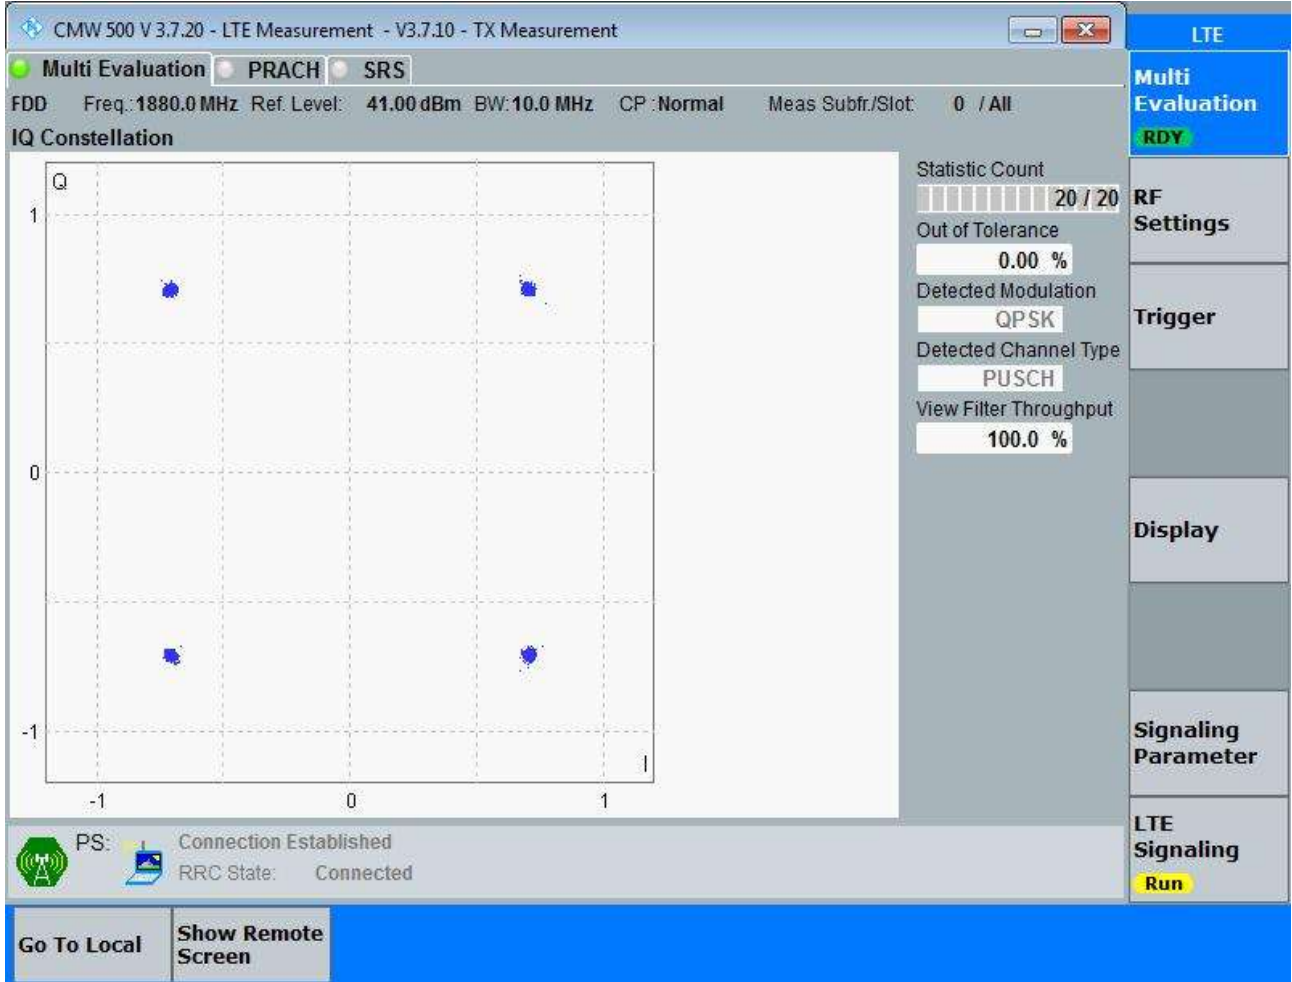 CMW 500 V 3.7.20 - LTE Measurement - V3.7.10 - TX Measurement
LTE
Multi Evaluation PRACH SRS
FDD Freq.:1880.0 MHz Ref. Level: 41.00 dBm BW:10.0 MHz CP :Normal Meas Subfr./Slot: 0 / All
IQ Constellation
Q
1
0
-1
I
-1 0 1
Statistic Count
20 / 20
Out of Tolerance
0.00 %
Detected Modulation
QPSK
Detected Channel Type
PUSCH
View Filter Throughput
100.0 %
Multi
Evaluation
RDY
RF
Settings
Trigger
Display
Signaling
Parameter
LTE
Signaling
Run
PS: Connection Established
RRC State: Connected
Go To Local
Show Remote
Screen